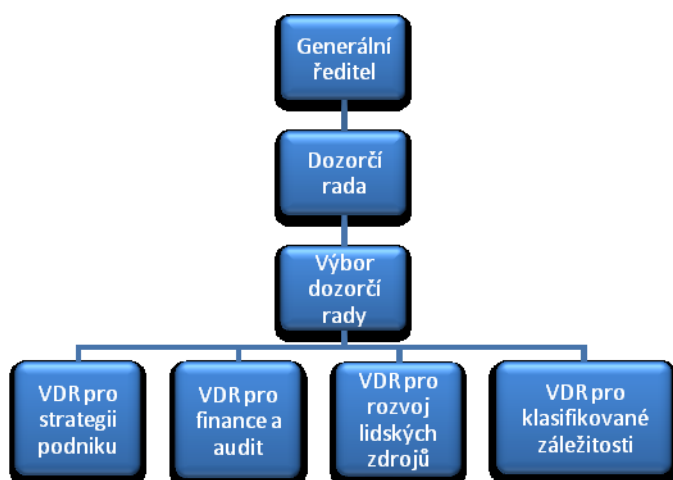 Generální
ředitel
Dozorčí
rada
Výbor
dozorčí
rady
VDR pro
strategii
podniku
VDR pro
finance a
audit
VDR pro
rozvoj
lidských
zdrojů
VDR pro
klasifikované
záležitosti